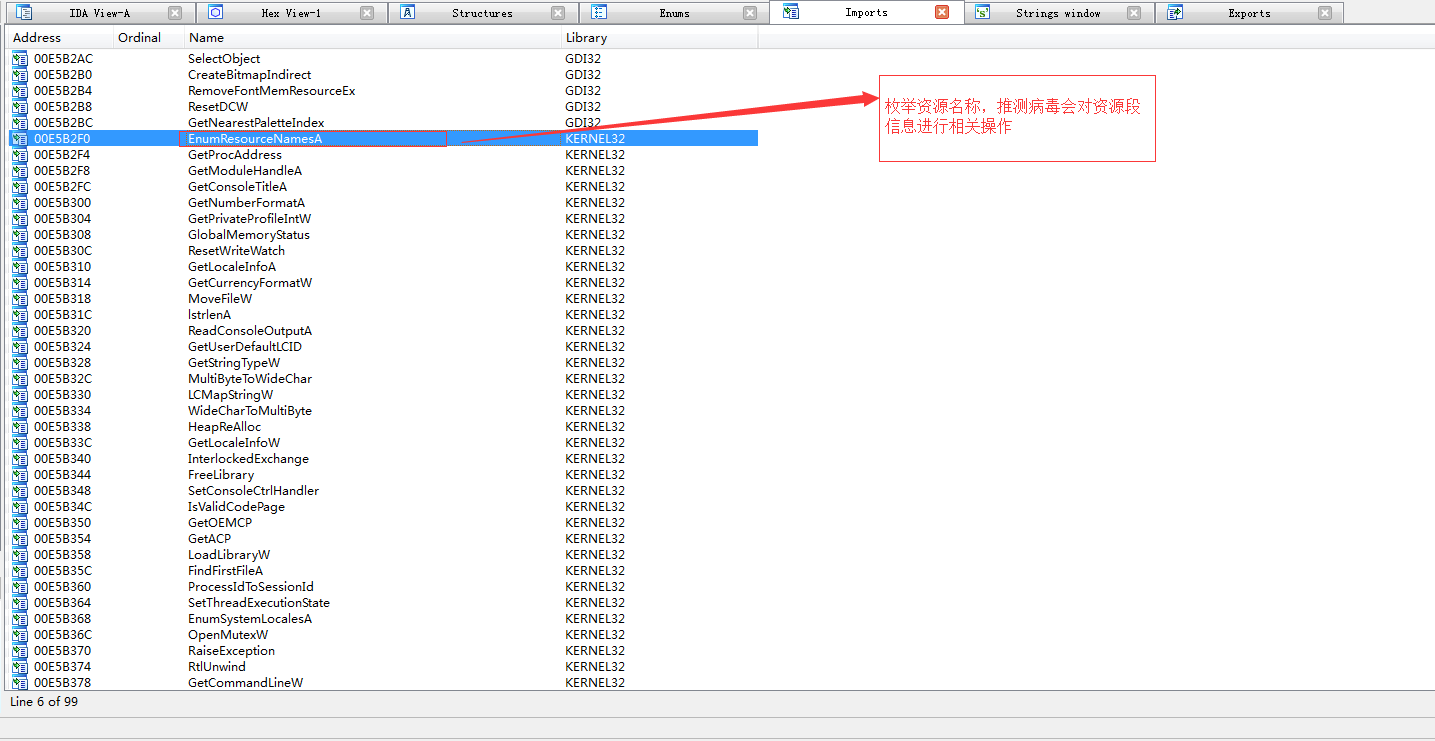 IDA View-A Hex View-1 Structures Enums Imports Strings window Exports
Address Ordinal Name Library
00E5B2AC SelectObject GDI32
00E5B2B0 CreateBitmapIndirect GDI32
00E5B2B4 RemoveFontMemResourceEx GDI32
00E5B2B8 ResetDCW GDI32
00E5B2BC GetNearestPaletteIndex GDI32
00E5B2F0 EnumResourceNamesA KERNEL32
00E5B2F4 GetProcAddress KERNEL32
00E5B2F8 GetModuleHandleA KERNEL32
00E5B2FC GetConsoleTitleA KERNEL32
00E5B300 GetNumberFormatA KERNEL32
00E5B304 GetPrivateProfileIntW KERNEL32
00E5B308 GlobalMemoryStatus KERNEL32
00E5B30C ResetWriteWatch KERNEL32
00E5B310 GetLocaleInfoA KERNEL32
00E5B314 GetCurrencyFormatW KERNEL32
00E5B318 MoveFileW KERNEL32
00E5B31C lstrlenA KERNEL32
00E5B320 ReadConsoleOutputA KERNEL32
00E5B324 GetUserDefaultLCID KERNEL32
00E5B328 GetStringTypeW KERNEL32
00E5B32C MultiByteToWideChar KERNEL32
00E5B330 LCMapStringW KERNEL32
00E5B334 WideCharToMultiByte KERNEL32
00E5B338 HeapReAlloc KERNEL32
00E5B33C GetLocaleInfoW KERNEL32
00E5B340 InterlockedExchange KERNEL32
00E5B344 FreeLibrary KERNEL32
00E5B348 SetConsoleCtrlHandler KERNEL32
00E5B34C IsValidCodePage KERNEL32
00E5B350 GetOEMCP KERNEL32
00E5B354 GetACP KERNEL32
00E5B358 LoadLibraryW KERNEL32
00E5B35C FindFirstFileA KERNEL32
00E5B360 ProcessIdToSessionId KERNEL32
00E5B364 SetThreadExecutionState KERNEL32
00E5B368 EnumSystemLocalesA KERNEL32
00E5B36C OpenMutexW KERNEL32
00E5B370 RaiseException KERNEL32
00E5B374 RtlUnwind KERNEL32
00E5B378 GetCommandLineW KERNEL32
枚举资源名称，推测病毒会对资源段
信息进行相关操作
Line 6 of 99